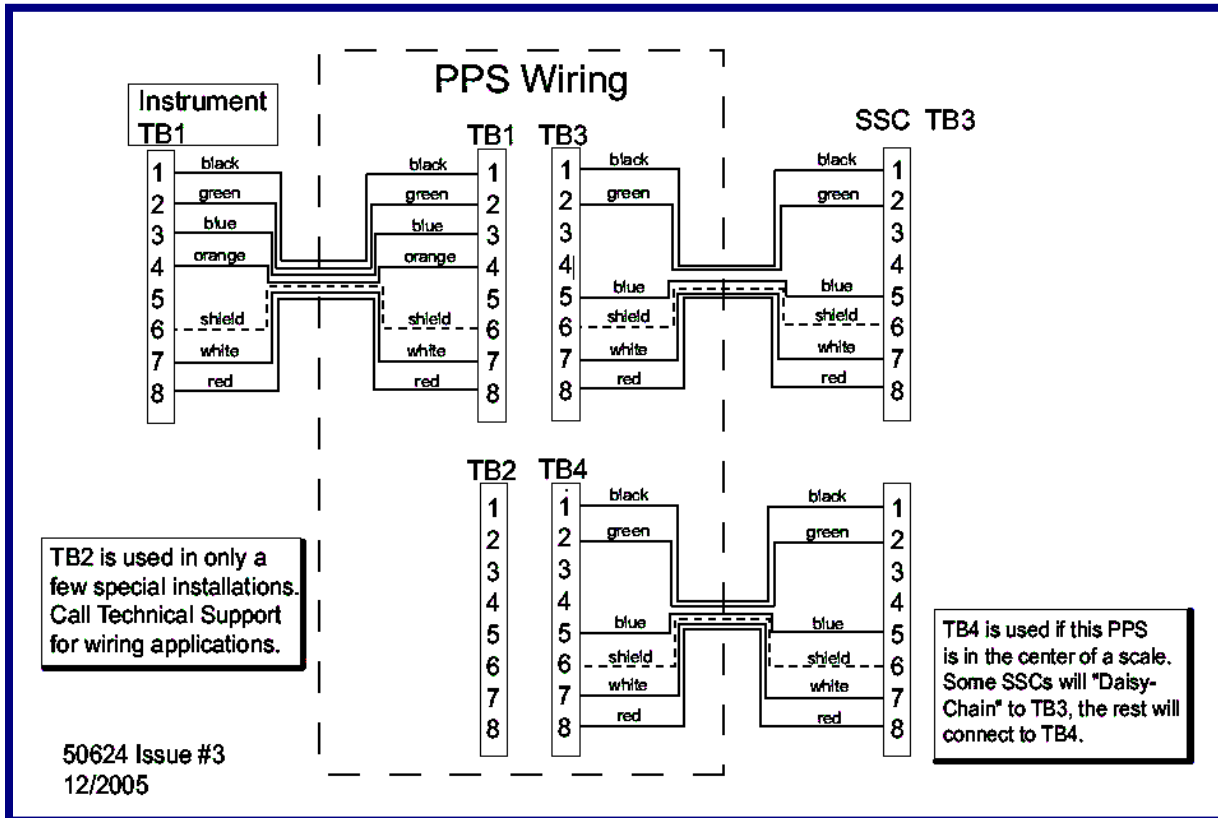 PPS Wiring
Instrument
TB1
TB1 TB3
SSC TB3
1 black black 1 1 black black 1
2 green green 2 2 green green 2
3 blue blue 3 3 3
4 orange orange 4 4 4
5 5 5 blue blue 5
6 shield shield 6 6 shield shield 6
7 white white 7 7 white white 7
8 red red 8 8 red red 8
TB2 TB4
1 1 black black 1
2 2 green green 2
3 3 3
4 4 4
5 5 blue blue 5
6 6 shield shield 6
7 7 white white 7
8 8 red red 8
TB2 is used in only a
few special installations.
Call Technical Support
for wiring applications.
TB4 is used if this PPS
is in the center of a scale.
Some SSCs will "Daisy-
Chain" to TB3, the rest will
connect to TB4.
50624 Issue #3
12/2005